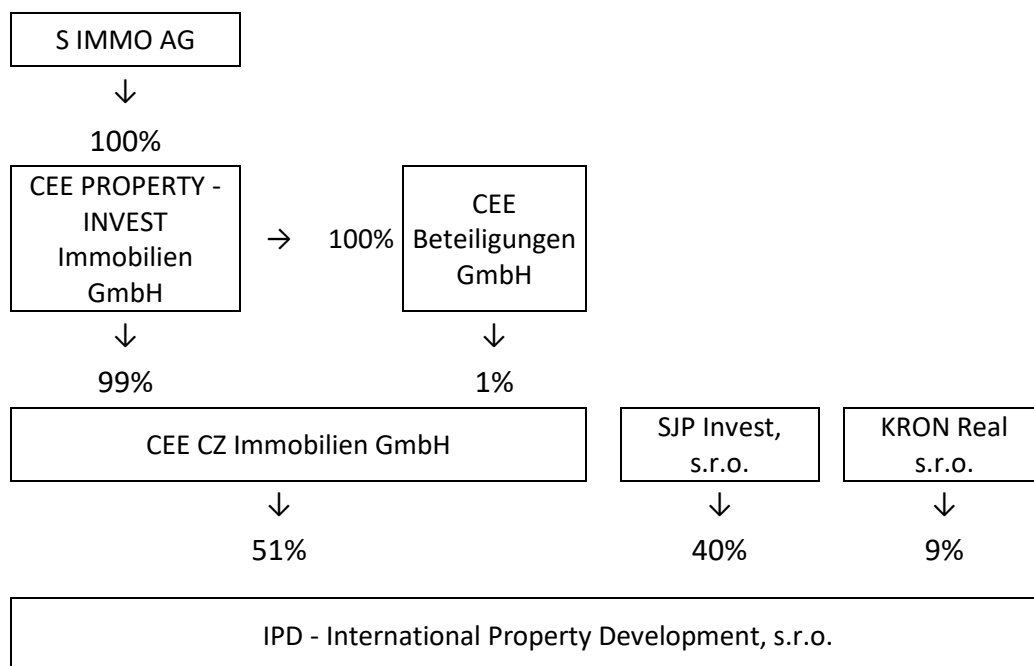 S IMMO AG
↓
100%
CEE PROPERTY -
INVEST
Immobilien
GmbH
→ 100%
CEE
Beteiligungen
GmbH
↓ ↓
99% 1%
CEE CZ Immobilien GmbH
SJP Invest,
s.r.o.
KRON Real
s.r.o.
↓ ↓ ↓
51% 40% 9%
IPD - International Property Development, s.r.o.